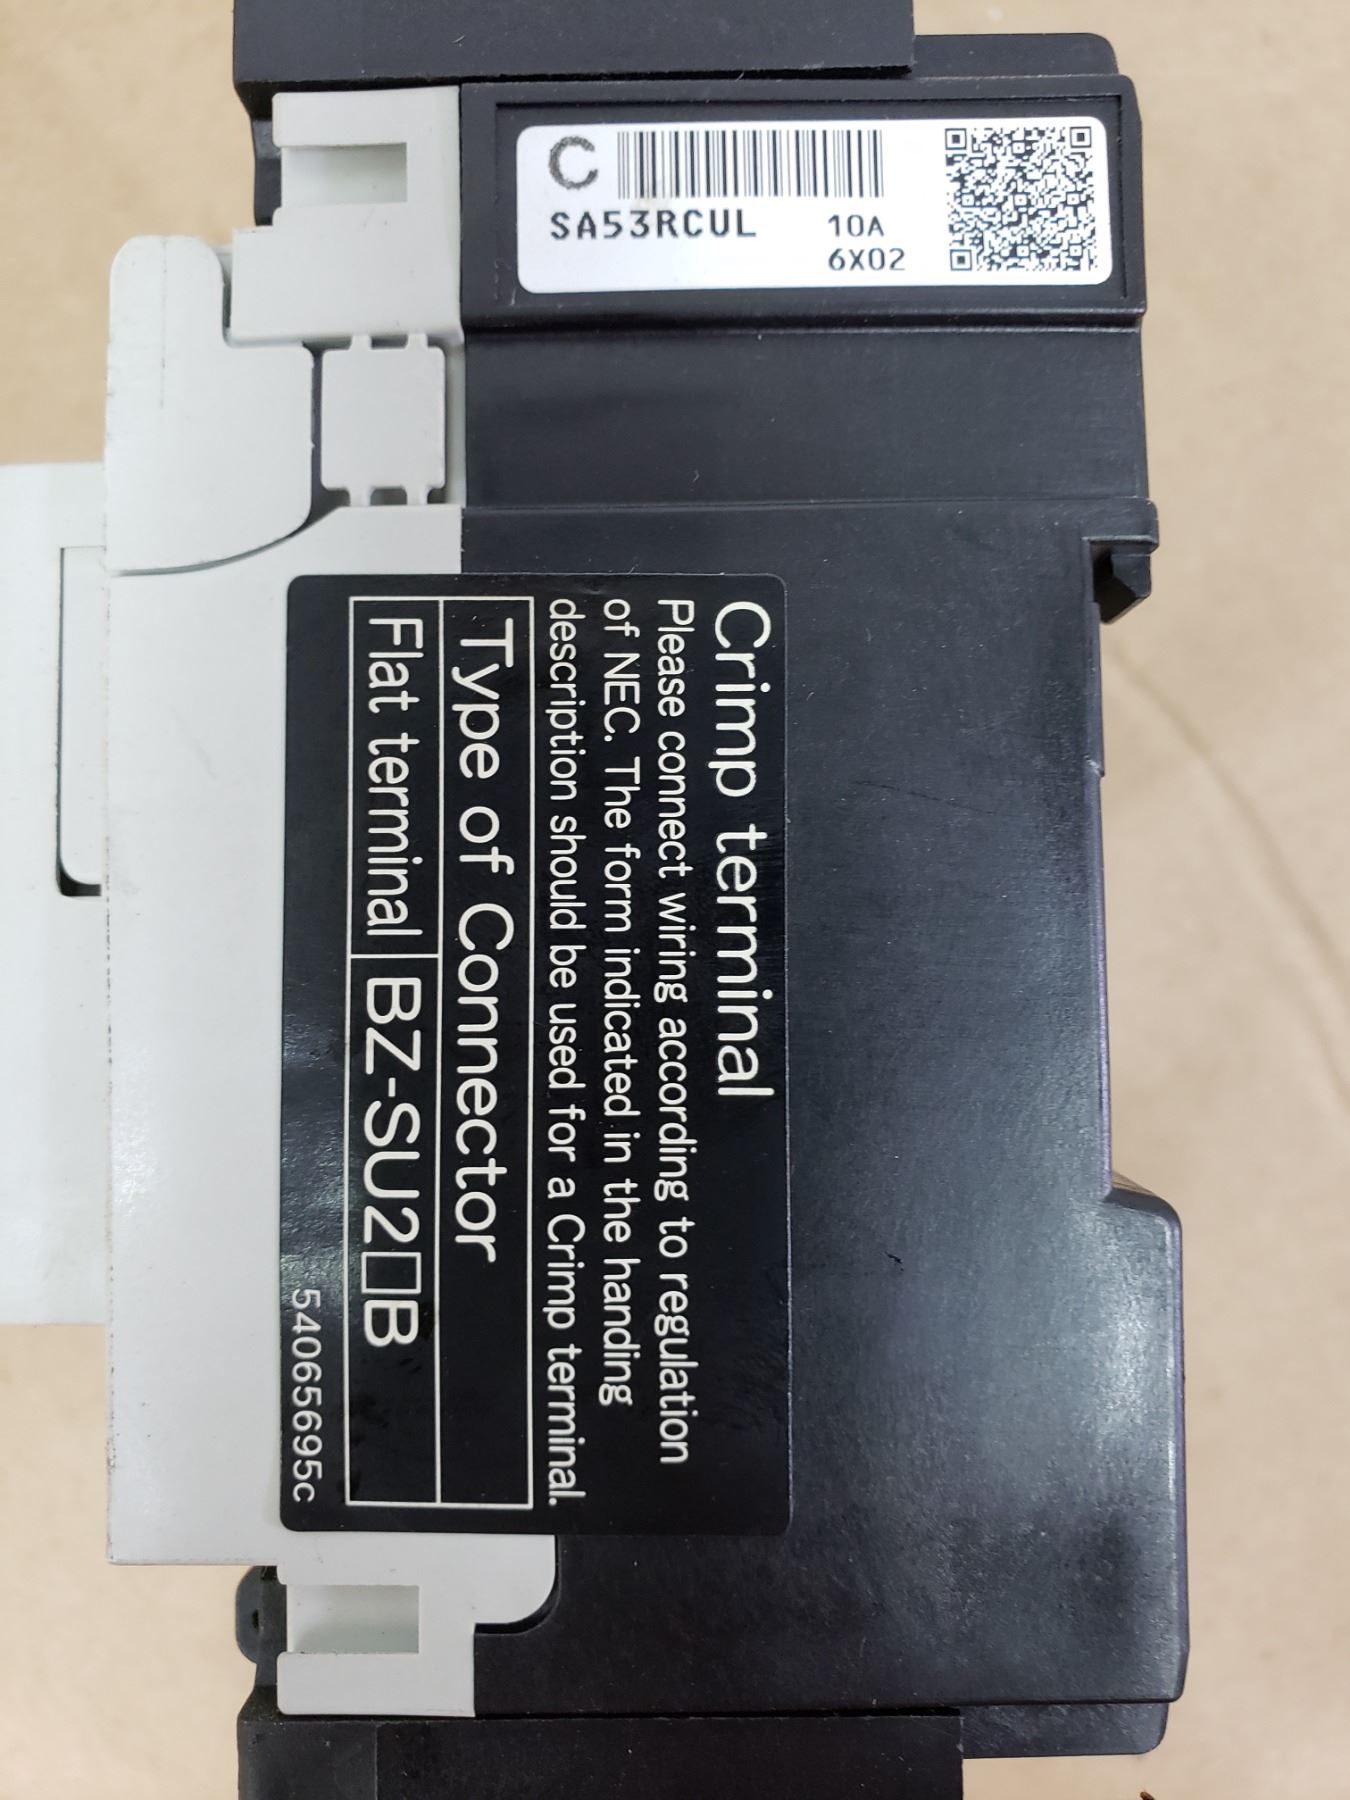 C
SA53RCUL 10A
6X02
Crimp terminal
Please connect wiring according to regulation
of NEC. The form indicated in the handing
description should be used for a Crimp terminal.
Type of Connector
Flat terminal BZ-SU2□B
54065695c